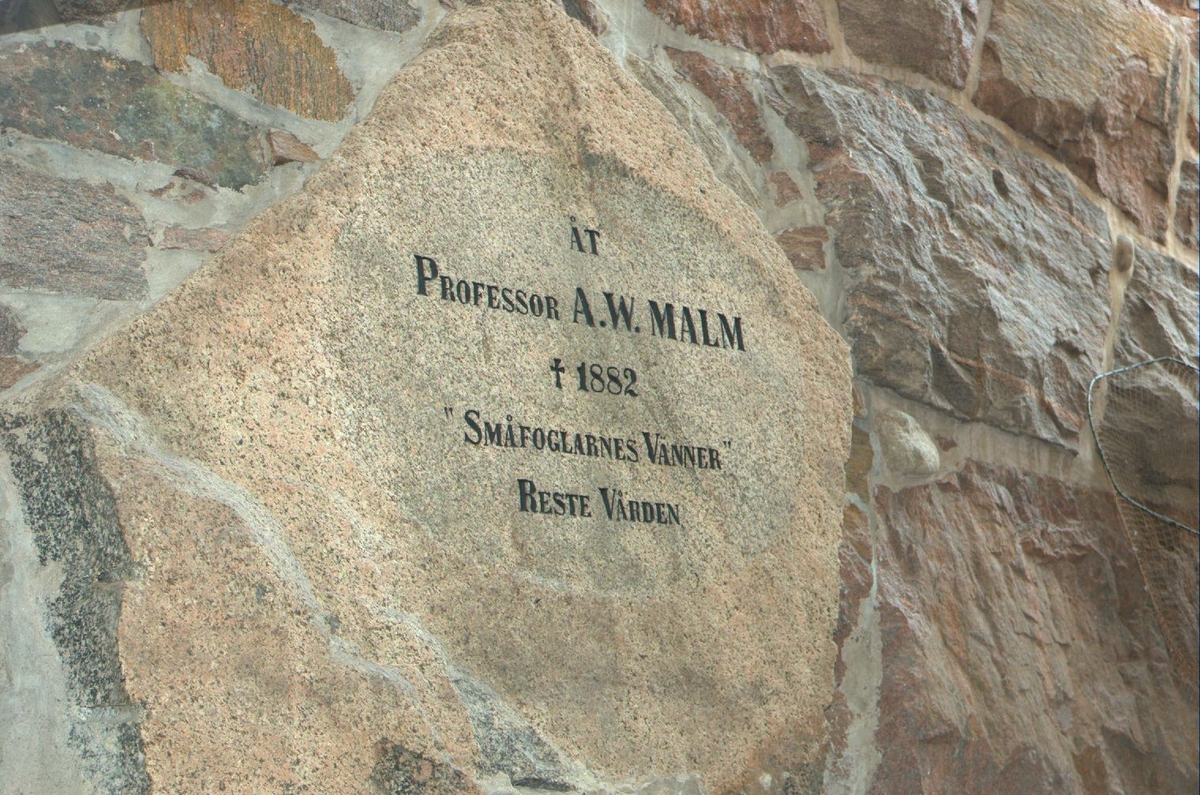 ÅT
PROFESSOR A.W. MALM
† 1882
"SMÅFOGLARNES VÄNNER"
RESTE VÅRDEN